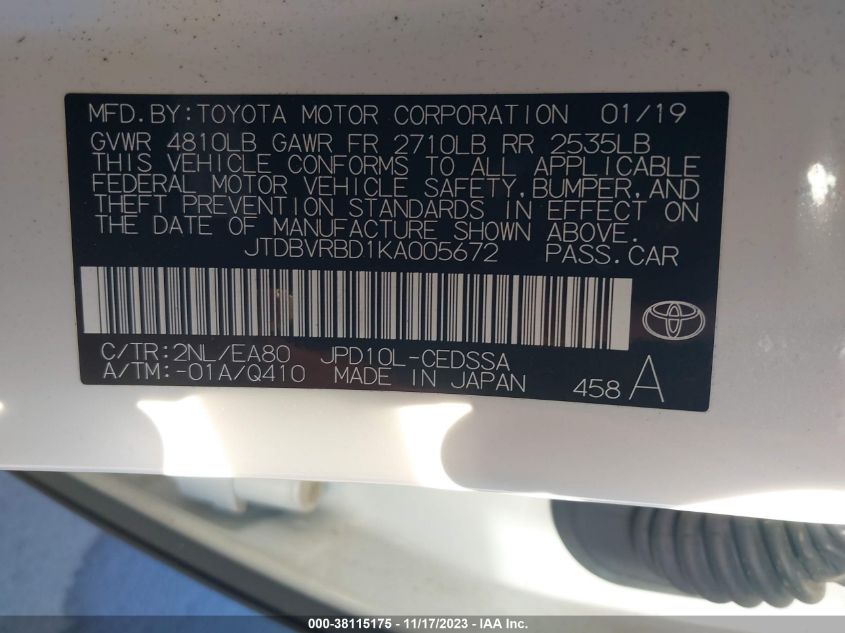 MFD.BY:TOYOTA MOTOR CORPORATION 01/19
GVWR 4810LB GAWR FR 2710LB RR 2535LB
THIS VEHICLE CONFORMS TO ALL APPLICABLE
FEDERAL MOTOR VEHICLE SAFETY, BUMPER, AND
THEFT PREVENTION STANDARDS IN EFFECT ON
THE DATE OF MANUFACTURE SHOWN ABOVE.
JTDBVRBD1KA005672 PASS.CAR
C/TR:2NL/EA80 JPD10L-CEDSSA
A/TM:-01A/Q410 MADE IN JAPAN 458 A
000-38115175 - 11/17/2023 - IAA Inc.